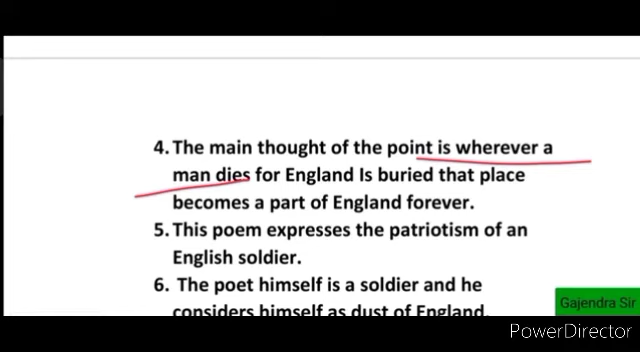 4. The main thought of the point is wherever a
man dies for England Is buried that place
becomes a part of England forever.
5. This poem expresses the patriotism of an
English soldier.
6. The poet himself is a soldier and he
considers himself as dust of England.
Gajendra Sir
PowerDirector